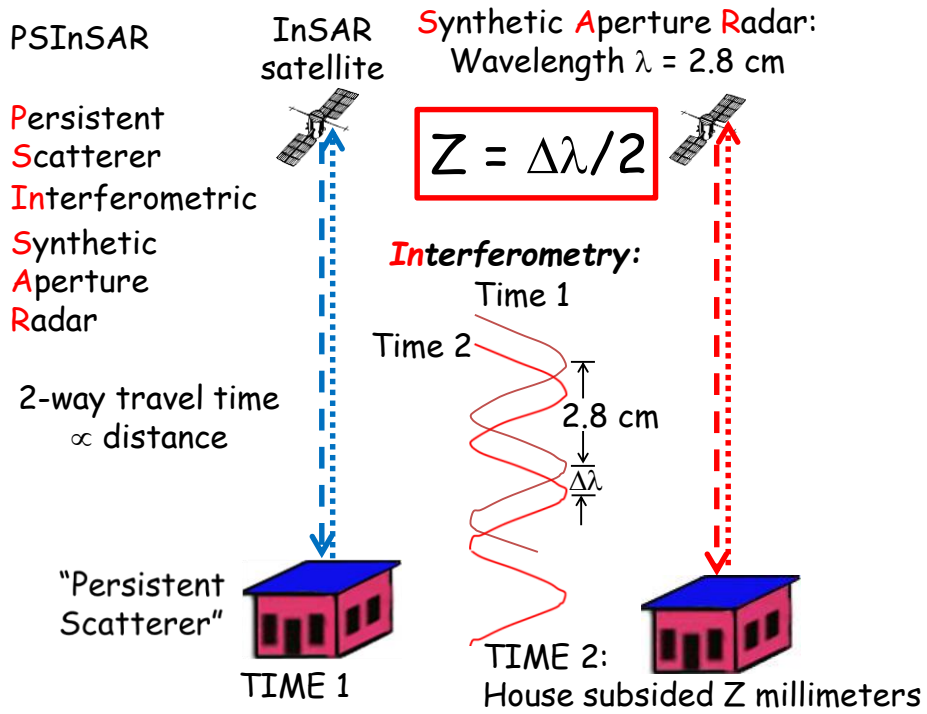 PSInSAR
Persistent
Scatterer
Interferometric
Synthetic
Aperture
Radar
2-way travel time
∝ distance
"Persistent
Scatterer"
InSAR
satellite
TIME 1
Synthetic Aperture Radar:
Wavelength λ = 2.8 cm
Z = Δλ/2
Interferometry:
Time 1
Time 2
2.8 cm
Δλ
TIME 2:
House subsided Z millimeters